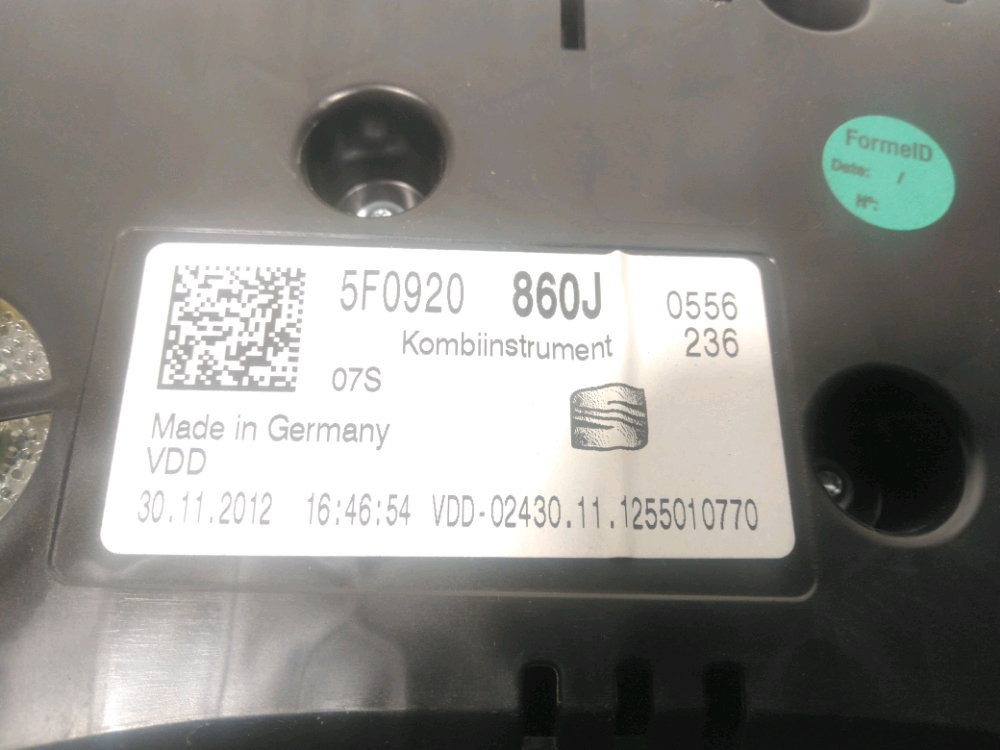 FormelD
Date: /
Nº:
5F0920 860J 0556
Kombiinstrument 236
07S
Made in Germany
VDD
30.11.2012 16:46:54 VDD-02430.11.1255010770